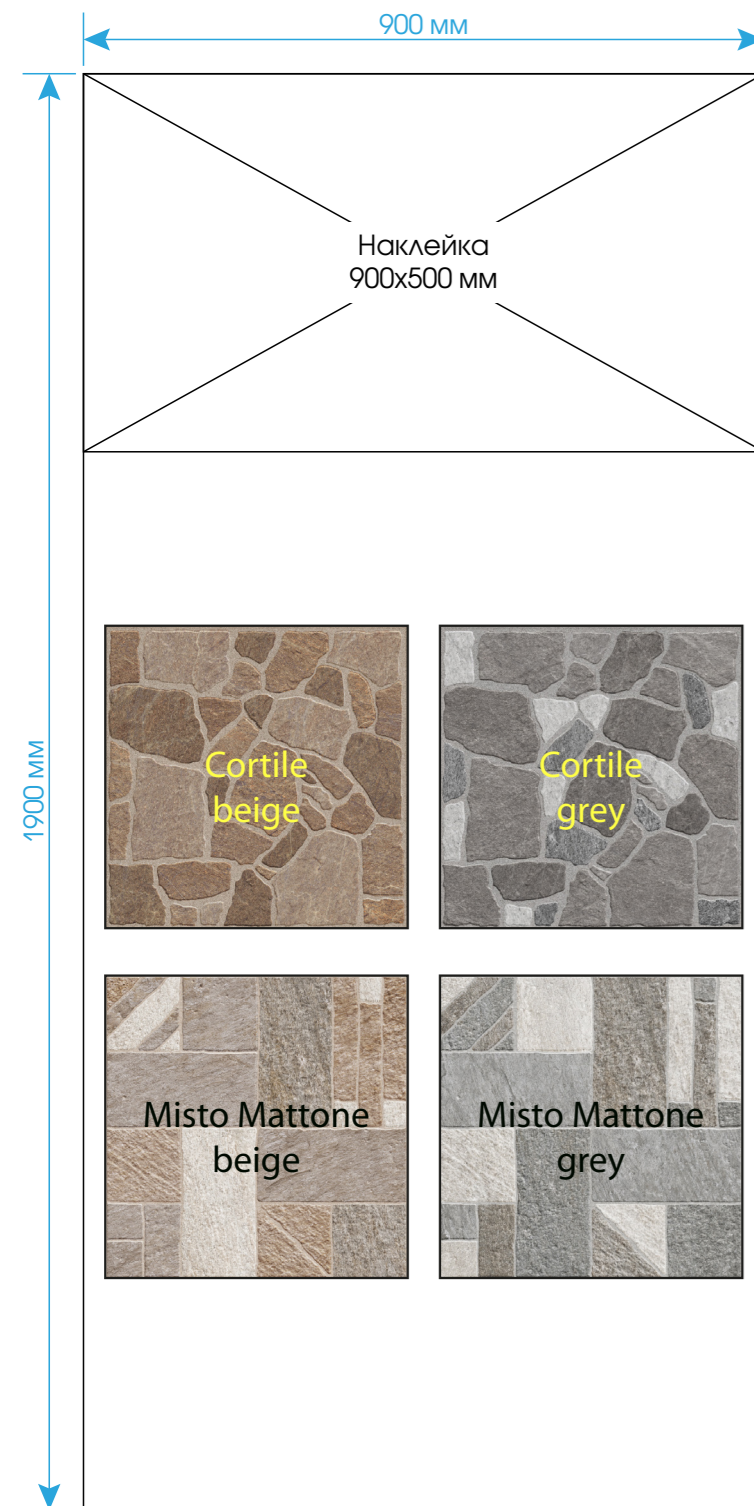 900 мм
Наклейка
900x500 мм
1900 мм
Cortile
beige
Cortile
grey
Misto Mattone
beige
Misto Mattone
grey